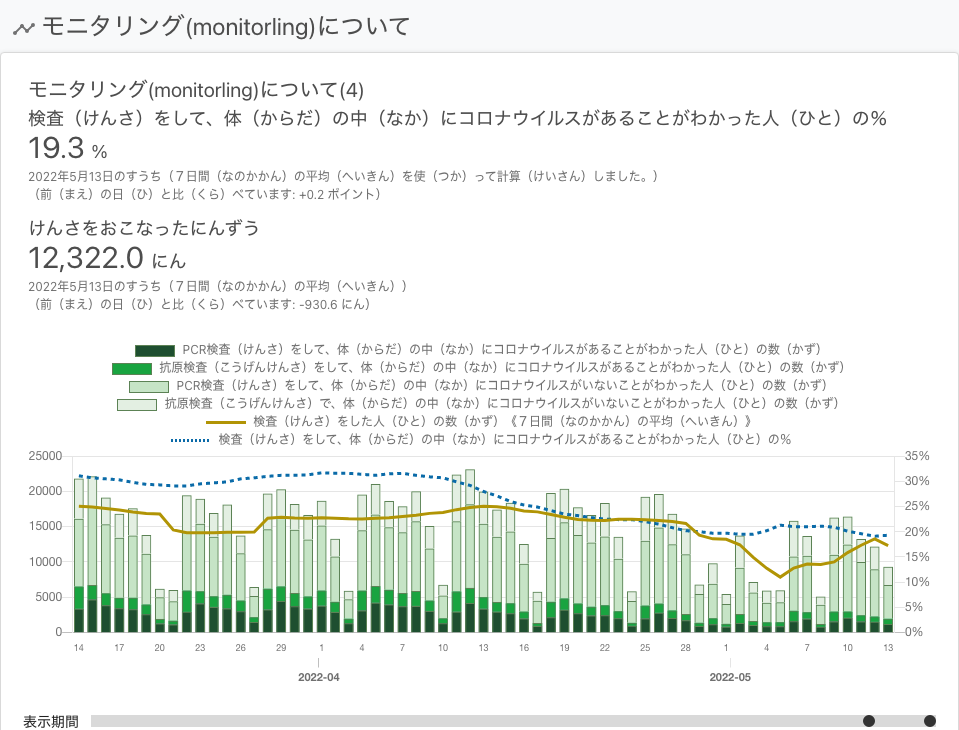 モニタリング(monitorling)について
モニタリング(monitorling)について(4)
検査（けんさ）をして、体（からだ）の中（なか）にコロナウイルスがあることがわかった人（ひと）の%
19.3 %
2022年5月13日のすうち（７日間（なのかかん）の平均（へいきん）を使（つか）って計算（けいさん）しました。）
（前（まえ）の日（ひ）と比（くら）べています: +0.2 ポイント）
けんさをおこなったにんずう
12,322.0 にん
2022年5月13日のすうち（７日間（なのかかん）の平均（へいきん））
（前（まえ）の日（ひ）と比（くら）べています: -930.6 にん）
PCR検査（けんさ）をして、体（からだ）の中（なか）にコロナウイルスがあることがわかった人（ひと）の数（かず）
抗原検査（こうげんけんさ）をして、体（からだ）の中（なか）にコロナウイルスがあることがわかった人（ひと）の数（かず）
PCR検査（けんさ）をして、体（からだ）の中（なか）にコロナウイルスがいないことがわかった人（ひと）の数（かず）
抗原検査（こうげんけんさ）で、体（からだ）の中（なか）にコロナウイルスがいないことがわかった人（ひと）の数（かず）
検査（けんさ）をした人（ひと）の数（かず）《７日間（なのかかん）の平均（へいきん）》
検査（けんさ）をして、体（からだ）の中（なか）にコロナウイルスがあることがわかった人（ひと）の%
25000 35%
30%
20000
25%
15000
20%
15%
10000
10%
5000
5%
0 0%
14 17 20 23 26 29 1 4 7 10 13 16 19 22 25 28 1 4 7 10 13
2022-04 2022-05
表示期間